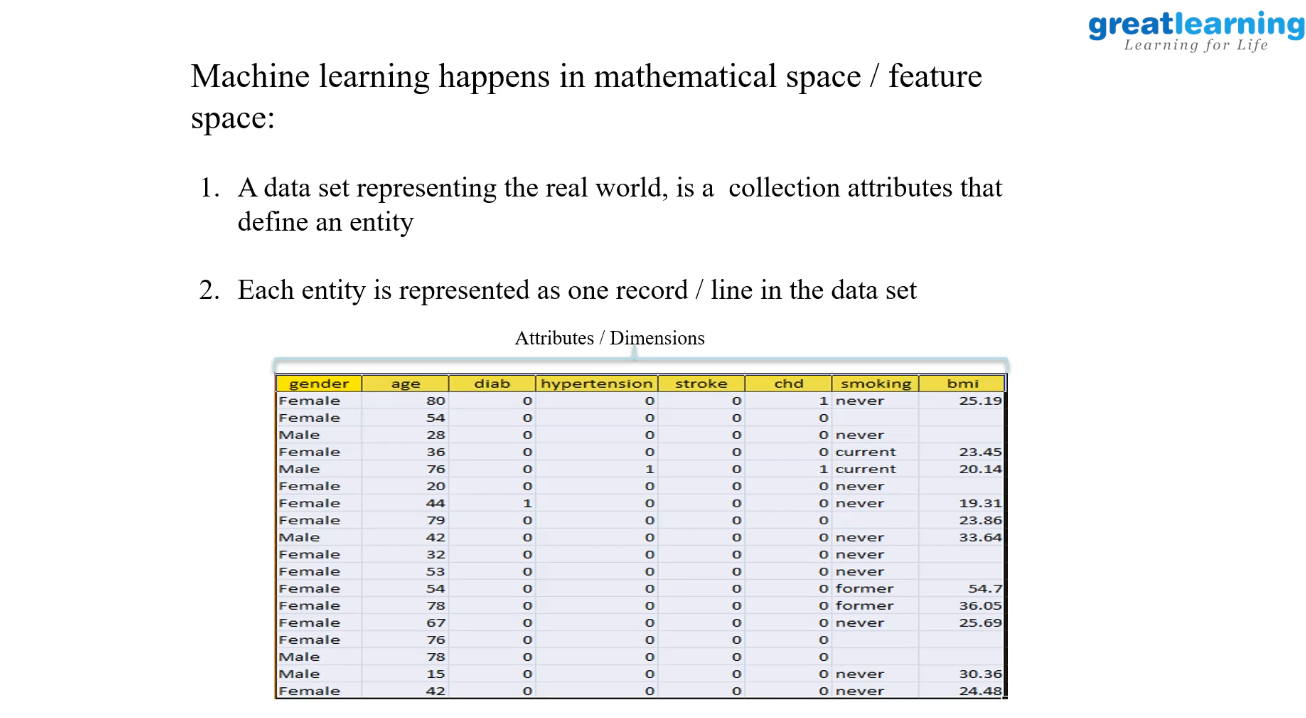 greatlearning
Learning for Life
Machine learning happens in mathematical space / feature
space:
1. A data set representing the real world, is a collection attributes that
define an entity
2. Each entity is represented as one record / line in the data set
Attributes / Dimensions
gender age diab hypertension stroke chd smoking bmi
Female 80 0 0 0 1 never 25.19
Female 54 0 0 0 0
Male 28 0 0 0 0 never
Female 36 0 0 0 0 current 23.45
Male 76 0 1 0 1 current 20.14
Female 20 0 0 0 0 never
Female 44 1 0 0 0 never 19.31
Female 79 0 0 0 0 23.86
Male 42 0 0 0 0 never 33.64
Female 32 0 0 0 0 never
Female 53 0 0 0 0 never
Female 54 0 0 0 0 former 54.7
Female 78 0 0 0 0 former 36.05
Female 67 0 0 0 0 never 25.69
Female 76 0 0 0 0
Male 78 0 0 0 0
Male 15 0 0 0 0 never 30.36
Female 42 0 0 0 0 never 24.48